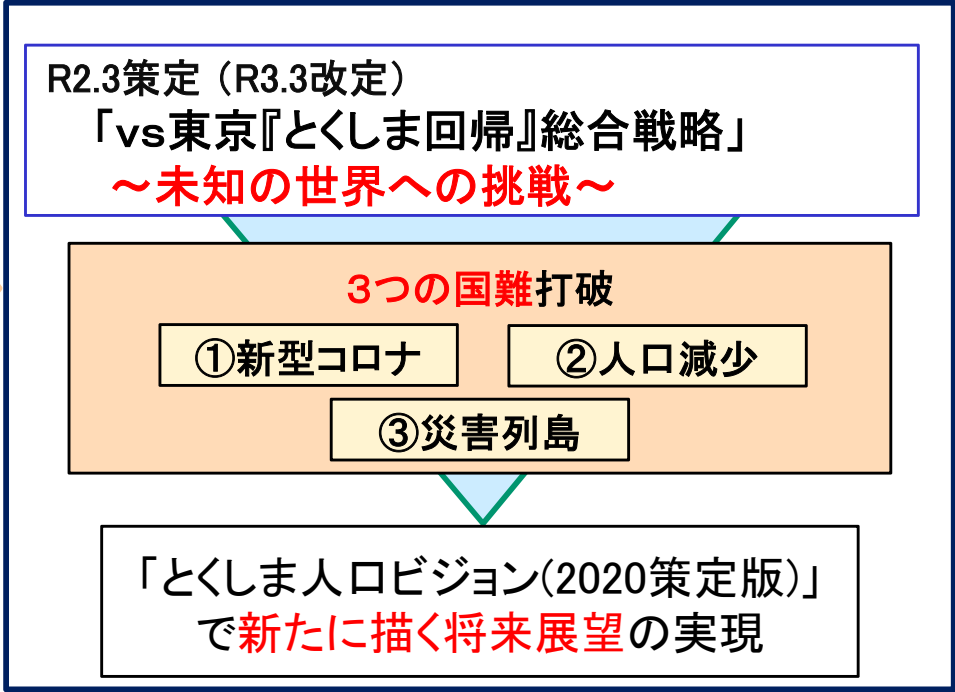 R2.3策定（R3.3改定）
「vs東京『とくしま回帰』総合戦略」
～未知の世界への挑戦～
３つの国難打破
①新型コロナ
②人口減少
③災害列島
「とくしま人口ビジョン(2020策定版)」
で新たに描く将来展望の実現